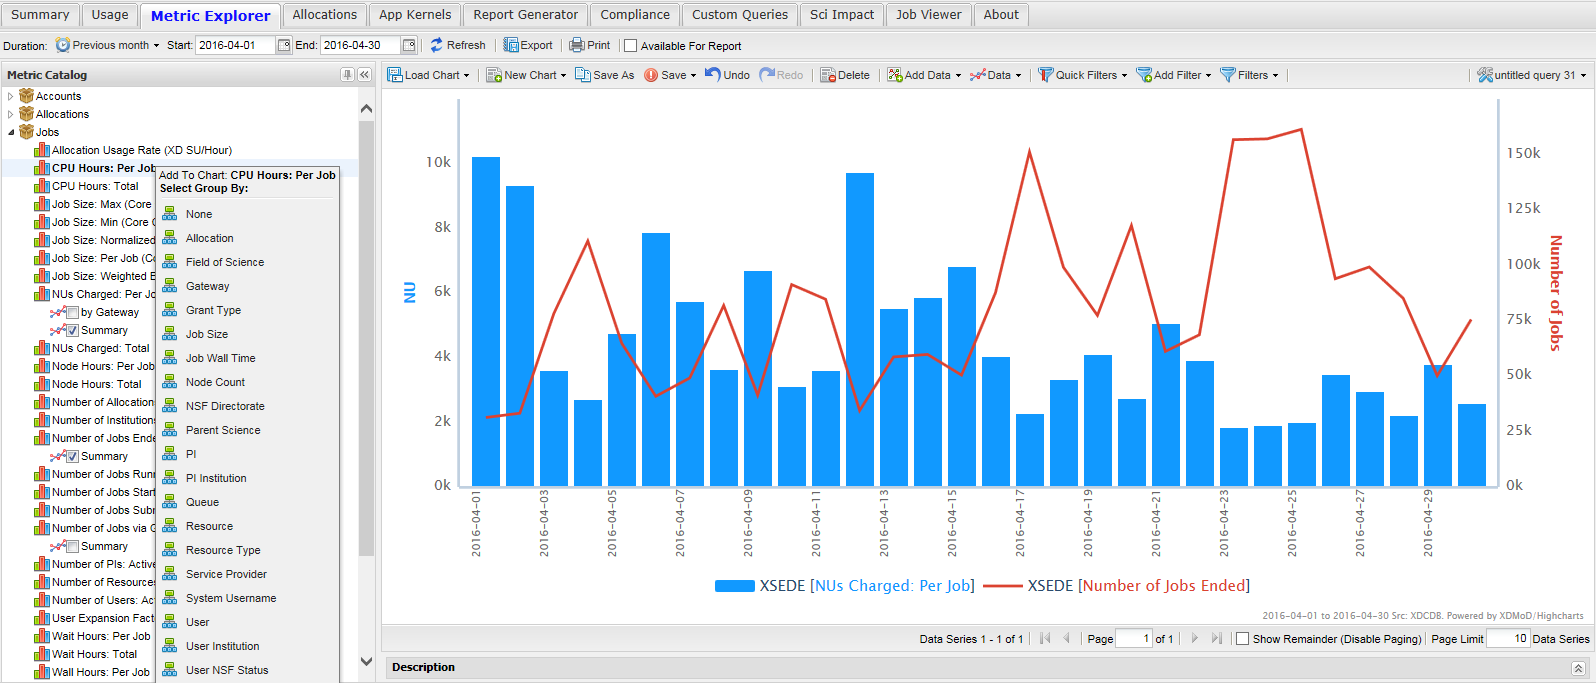 Summary Usage Metric Explorer Allocations App Kernels Report Generator Compliance Custom Queries Sci Impact Job Viewer About
Duration: Previous month Start: 2016-04-01 End: 2016-04-30 Refresh Export Print Available For Report
Metric Catalog
Load Chart New Chart Save As Save Undo Redo Delete Add Data Data Quick Filters Add Filter Filters untitled query 31
Accounts
Allocations
Jobs
Allocation Usage Rate (XD SU/Hour)
CPU Hours: Per Job
CPU Hours: Total
Job Size: Max (Core
Job Size: Min (Core
Job Size: Normalized
Job Size: Per Job (Co
Job Size: Weighted
NUs Charged: Per Jo
by Gateway
Summary
NUs Charged: Total
Node Hours: Per Job
Node Hours: Total
Number of Allocation
Number of Institution
Number of Jobs Ende
Summary
Number of Jobs Runn
Number of Jobs Start
Number of Jobs Subm
Number of Jobs via G
Summary
Number of PIs: Active
Number of Resources
Number of Users: Act
User Expansion Fact
Wait Hours: Per Job
Wait Hours: Total
Wall Hours: Per Job
Add To Chart: CPU Hours: Per Job
Select Group By:
None
Allocation
Field of Science
Gateway
Grant Type
Job Size
Job Wall Time
Node Count
NSF Directorate
Parent Science
PI
PI Institution
Queue
Resource
Resource Type
Service Provider
System Username
User
User Institution
User NSF Status
NU
10k
8k
6k
4k
2k
0k
150k
125k
100k
75k
50k
25k
0k
Number of Jobs
2016-04-01
2016-04-03
2016-04-05
2016-04-07
2016-04-09
2016-04-11
2016-04-13
2016-04-15
2016-04-17
2016-04-19
2016-04-21
2016-04-23
2016-04-25
2016-04-27
2016-04-29
XSEDE [NUs Charged: Per Job] XSEDE [Number of Jobs Ended]
2016-04-01 to 2016-04-30 Src: XDCDB. Powered by XDMoD/Highcharts
Data Series 1 - 1 of 1 Page 1 of 1 Show Remainder (Disable Paging) Page Limit 10 Data Series
Description